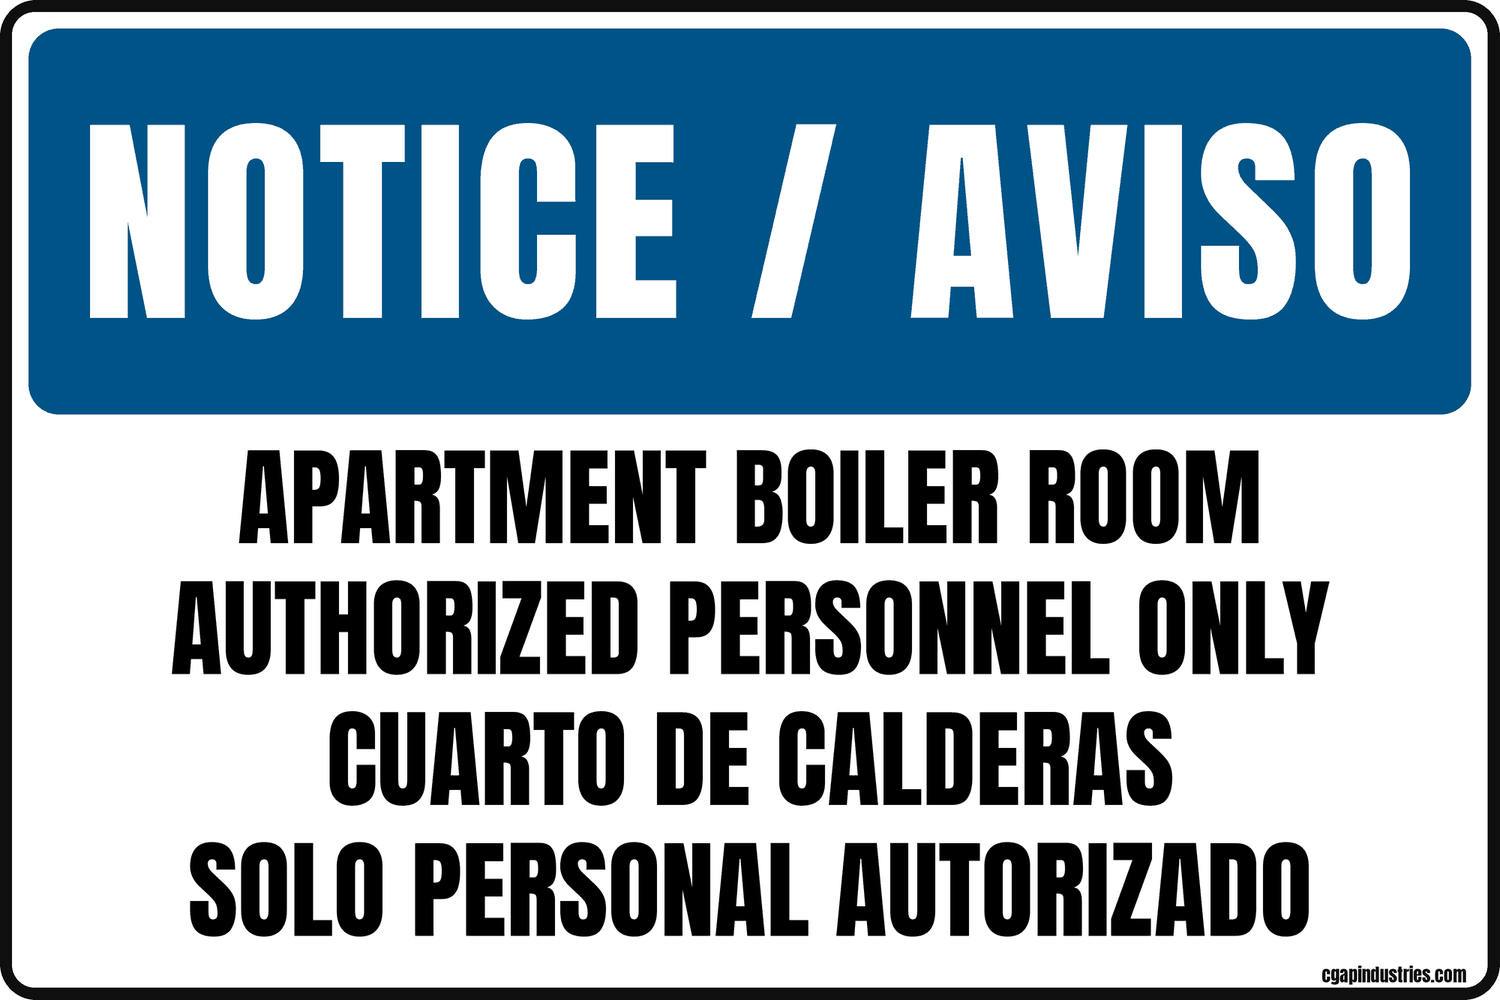 NOTICE / AVISO
APARTMENT BOILER ROOM
AUTHORIZED PERSONNEL ONLY
CUARTO DE CALDERAS
SOLO PERSONAL AUTORIZADO
cgapindustries.com